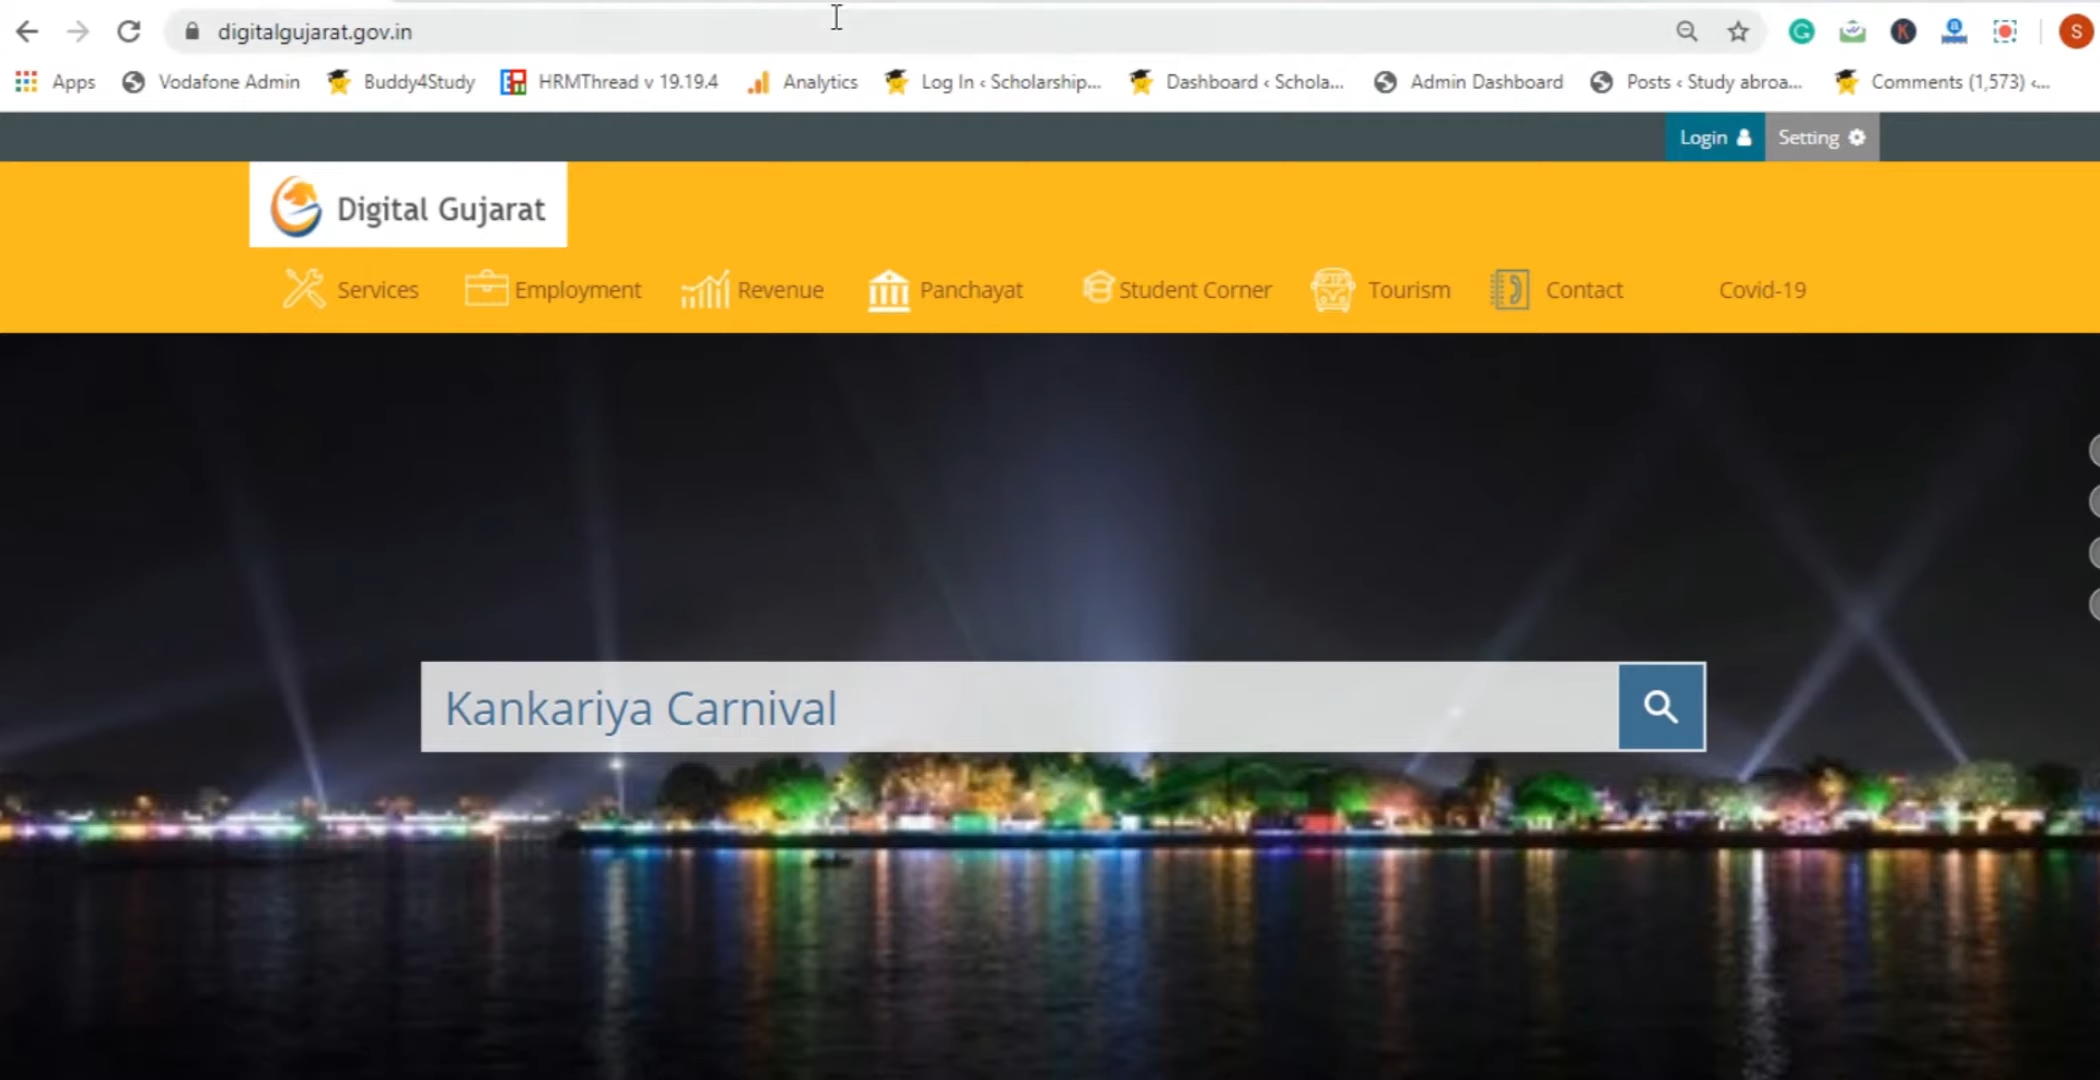 digitalgujarat.gov.in
Apps Vodafone Admin Buddy4Study HRMThread v 19.19.4 Analytics Log In ‹ Scholarship... Dashboard ‹ Schola... Admin Dashboard Posts ‹ Study abroa... Comments (1,573) ‹...
Login Setting
Digital Gujarat
Services Employment Revenue Panchayat Student Corner Tourism Contact Covid-19
Kankariya Carnival
S